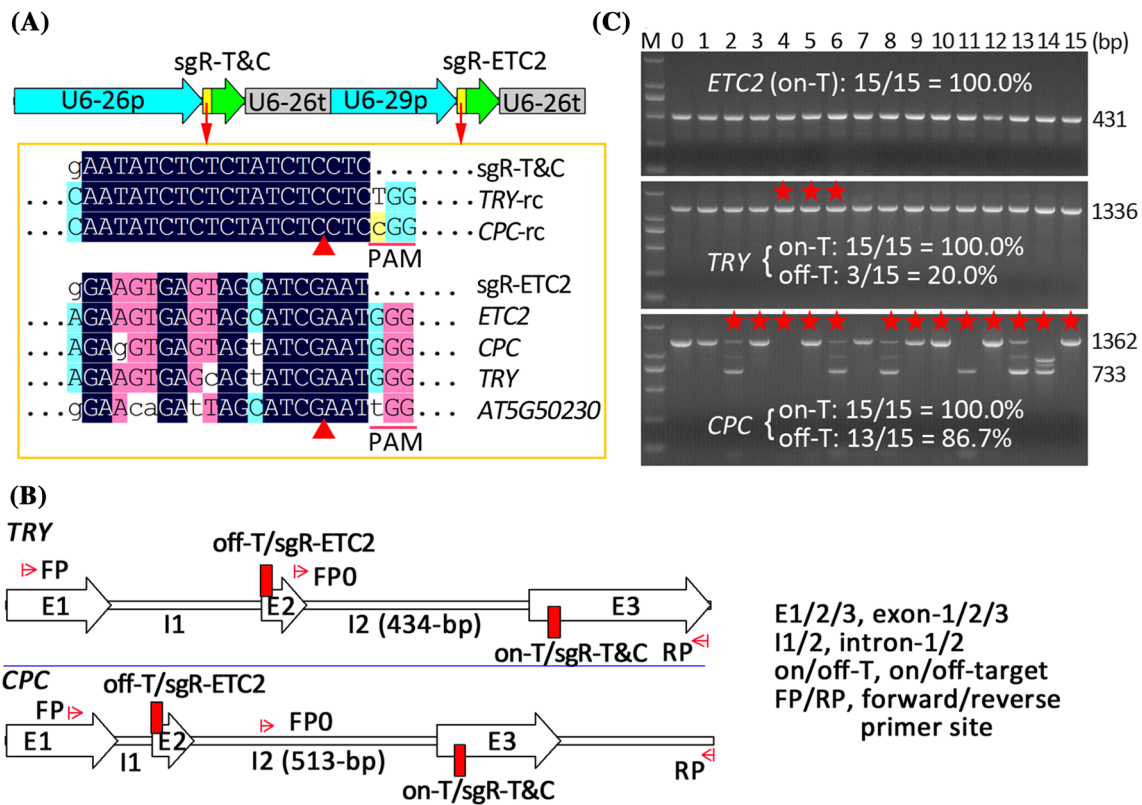 (A)
sgR-T&C sgR-ETC2
U6-26p U6-26t U6-29p U6-26t
gAATATCTCTCTATCTCCTC....... sgR-T&C
...CAATATCTCTCTATCTCCTCTGG... TRY-rc
...CAATATCTCTCTATCTCCTCcGG... CPC-rc
PAM
gGAAGTGAGTAGCATCGAAT...... sgR-ETC2
...AGAAGTGAGTAGCATCGAATGGG... ETC2
...AGAgGTGAGTAGtATCGAATGGG... CPC
...AGAAGTGAGcAGtATCGAATGGG... TRY
...gGAAcaGAtTAGCATCGAATtGG... AT5G50230
PAM
(C)
M 0 1 2 3 4 5 6 7 8 9 10 11 12 13 14 15 (bp)
ETC2 (on-T): 15/15 = 100.0%
431
1336
TRY { on-T: 15/15 = 100.0%
off-T: 3/15 = 20.0%
1362
733
CPC { on-T: 15/15 = 100.0%
off-T: 13/15 = 86.7%
(B)
TRY
off-T/sgR-ETC2
FP FP0
E1 E2 E3
I1 I2 (434-bp)
on-T/sgR-T&C RP
CPC
off-T/sgR-ETC2
FP FP0
E1 E2 E3
I1 I2 (513-bp) RP
on-T/sgR-T&C
E1/2/3, exon-1/2/3
I1/2, intron-1/2
on/off-T, on/off-target
FP/RP, forward/reverse
primer site